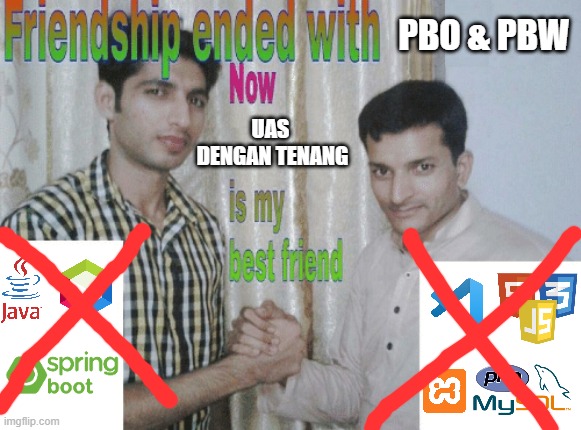 Friendship ended with PBO & PBW
Now
UAS
DENGAN TENANG
is my
best friend
Java
spring
boot
JS
php
MySQL
imgflip.com